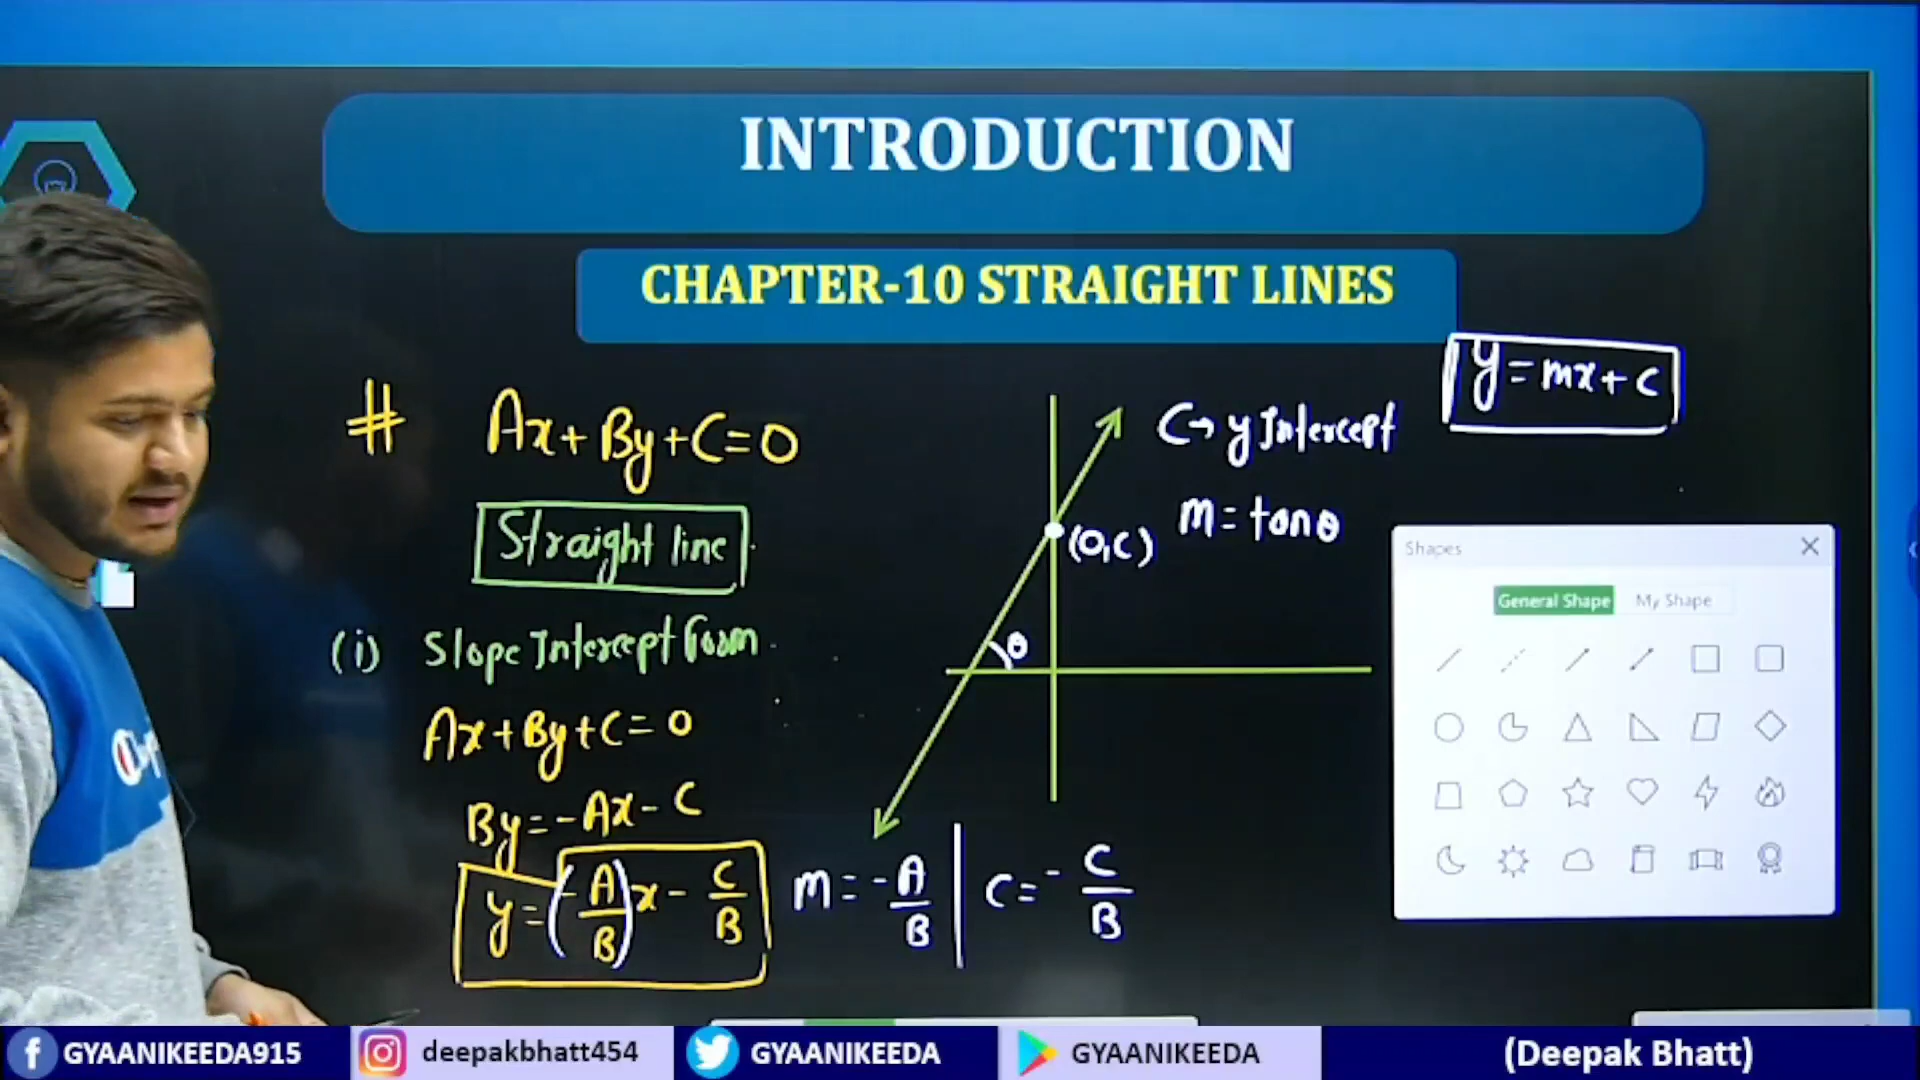 INTRODUCTION
CHAPTER-10 STRAIGHT LINES
y = mx + c
# Ax + By + C = 0
C → y Intercept
Straight line
m = tanθ
(0,C)
θ
(i) Slope Intercept Form
Ax + By + C = 0
By = -Ax - C
y = (-A/B)x - C/B
m = -A/B | C = -C/B
Shapes
General Shape My Shape
GYAANIKEEDA915 deepakbhatt454 GYAANIKEEDA GYAANIKEEDA (Deepak Bhatt)